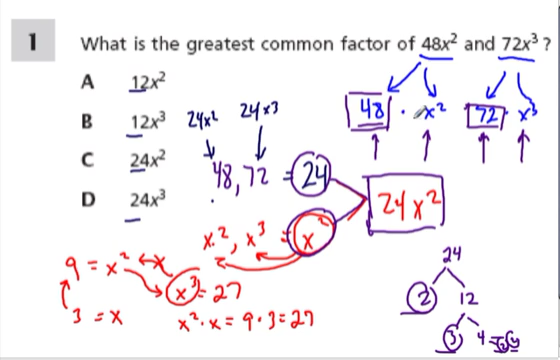 1 What is the greatest common factor of 48x² and 72x³ ?
A 12x²
B 12x³
C 24x²
D 24x³
24x² 24x3
48 · x² 72 · x³
48, 72 = 24
24x²
x², x³ = x²
9 = x² x x³ = 27
3 = x x²·x = 9·3 = 27
24
2 12
3 4